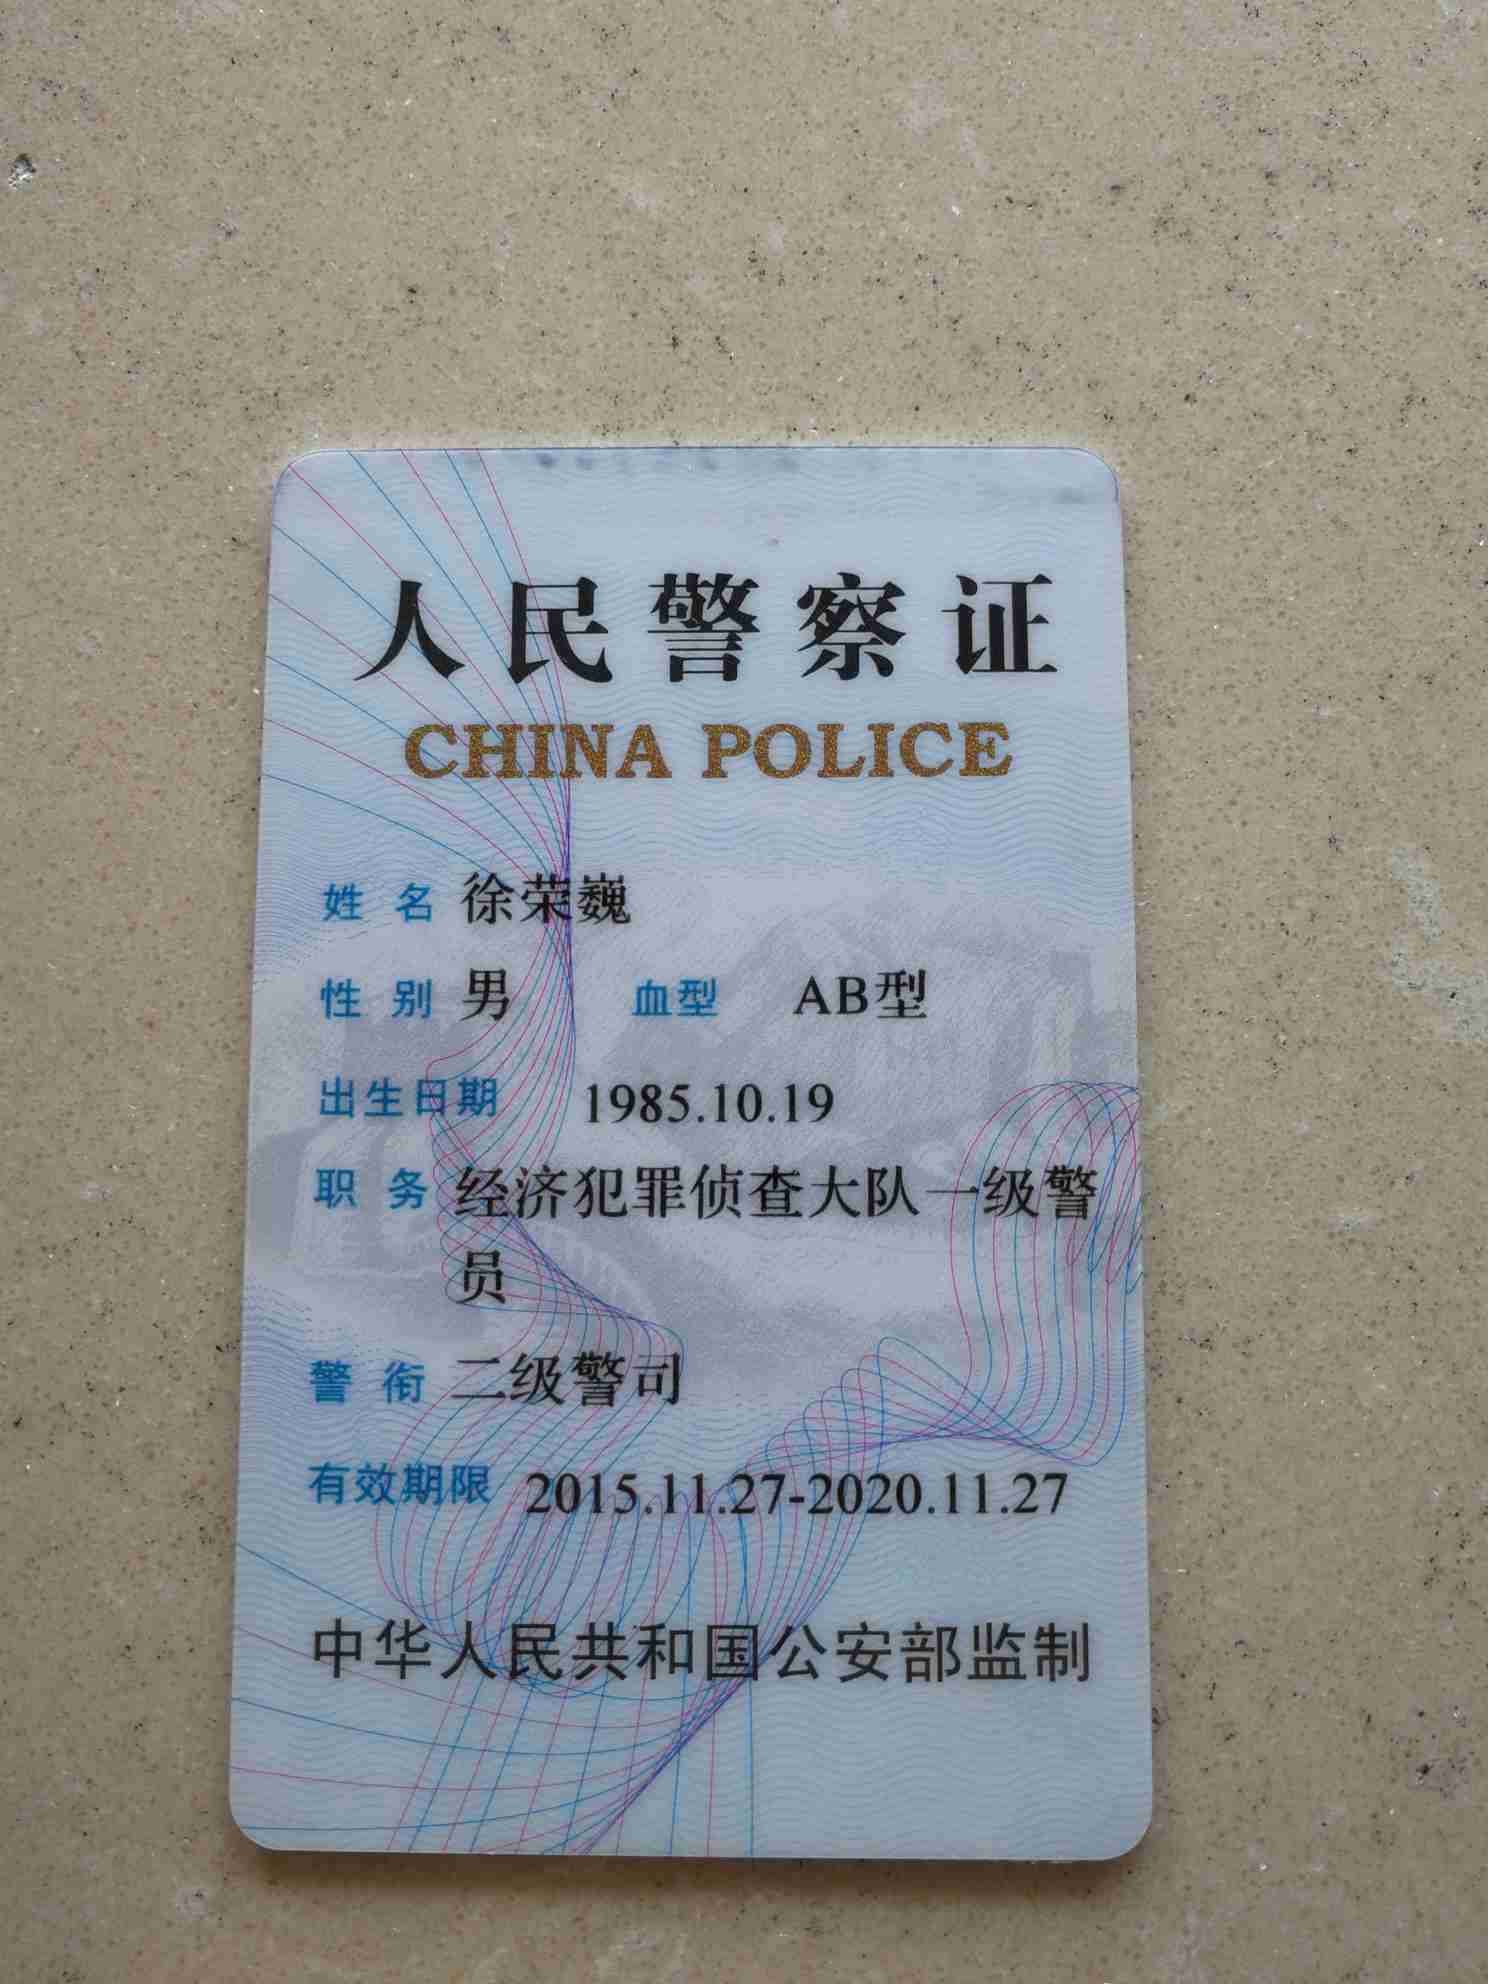 人民警察证
CHINA POLICE
姓名 徐荣巍
性别 男 血型 AB型
出生日期 1985.10.19
职务 经济犯罪侦查大队一级警
员
警衔 二级警司
有效期限 2015.11.27-2020.11.27
中华人民共和国公安部监制